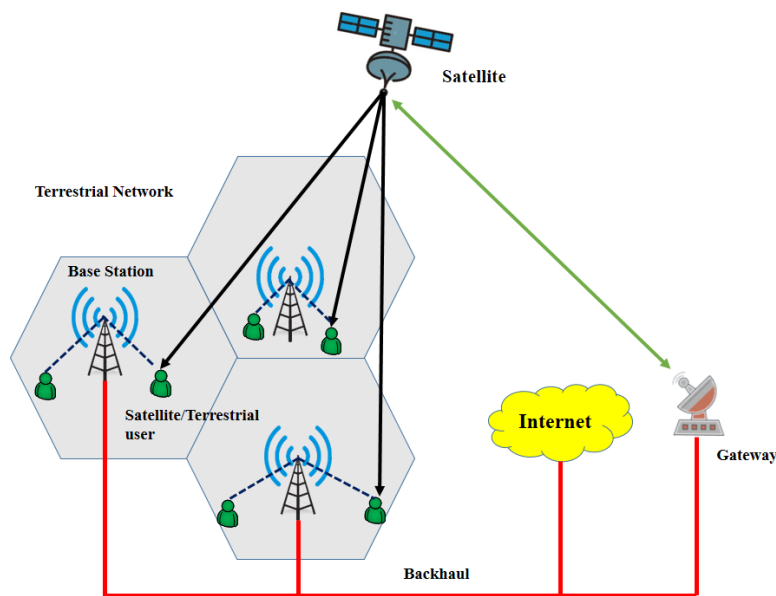 Satellite
Terrestrial Network
Base Station
Satellite/Terrestrial
user
Internet
Gateway
Backhaul